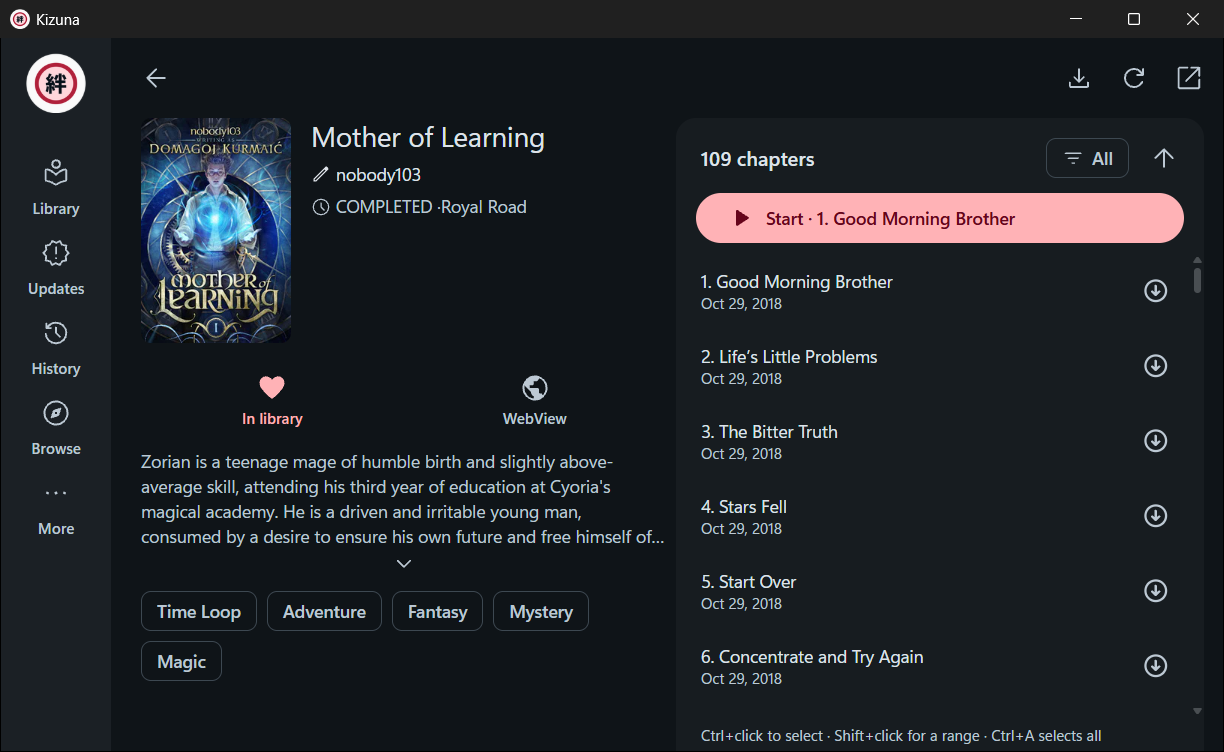 Kizuna
絆
Library
Updates
History
Browse
More
nobody103
WRITING AS
DOMAGOJ KURMAIĆ
MOTHER of
LEARNING
I
Mother of Learning
nobody103
COMPLETED ·Royal Road
In library
WebView
Zorian is a teenage mage of humble birth and slightly above-
average skill, attending his third year of education at Cyoria's
magical academy. He is a driven and irritable young man,
consumed by a desire to ensure his own future and free himself of...
Time Loop
Adventure
Fantasy
Mystery
Magic
109 chapters
All
Start · 1. Good Morning Brother
1. Good Morning Brother
Oct 29, 2018
2. Life’s Little Problems
Oct 29, 2018
3. The Bitter Truth
Oct 29, 2018
4. Stars Fell
Oct 29, 2018
5. Start Over
Oct 29, 2018
6. Concentrate and Try Again
Oct 29, 2018
Ctrl+click to select · Shift+click for a range · Ctrl+A selects all